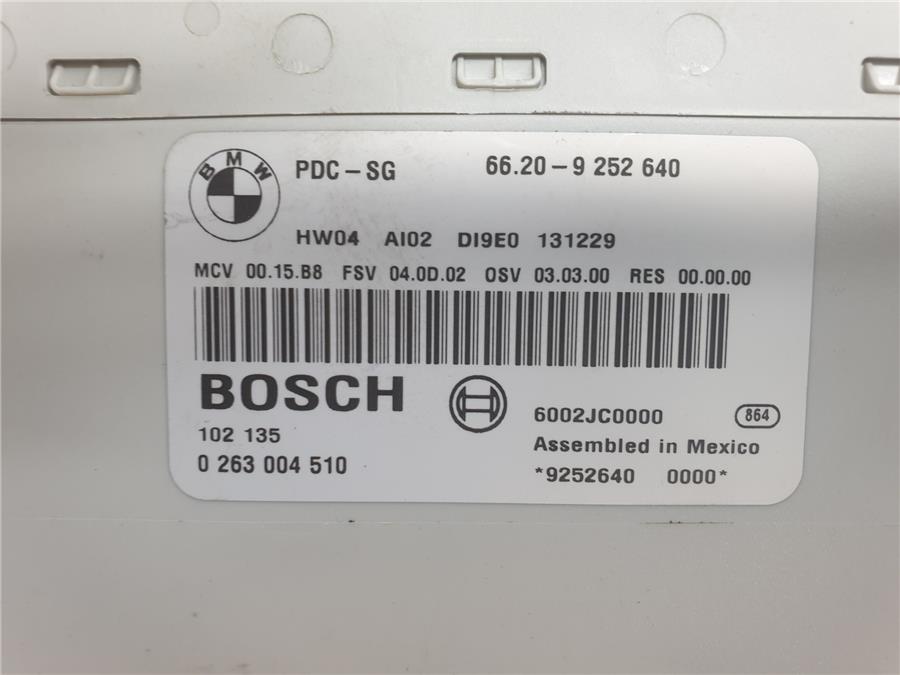 BMW
PDC-SG 66.20-9 252 640
HW04 AI02 DI9E0 131229
MCV 00.15.B8 FSV 04.0D.02 OSV 03.03.00 RES 00.00.00
BOSCH
102 135
0 263 004 510
6002JC0000 864
Assembled in Mexico
*9252640 0000*